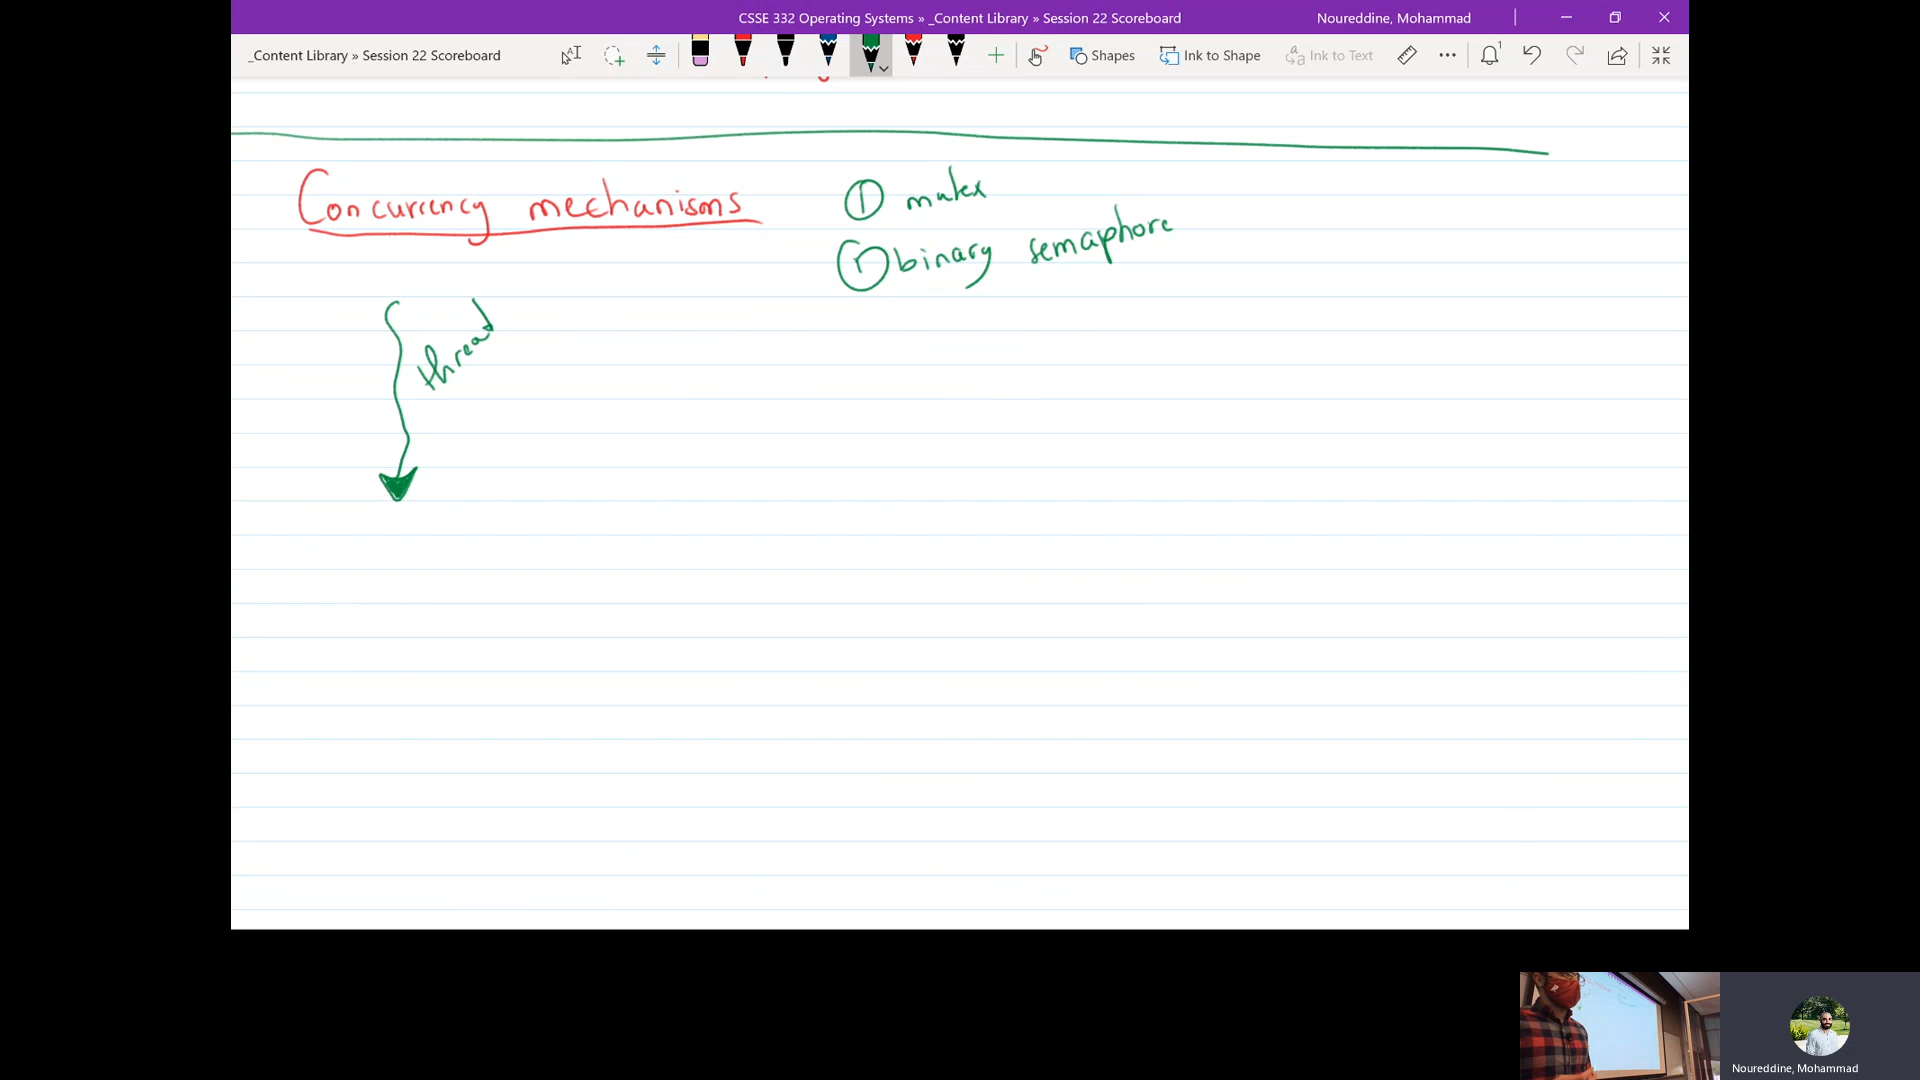 CSSE 332 Operating Systems » _Content Library » Session 22 Scoreboard
Noureddine, Mohammad
_Content Library » Session 22 Scoreboard
Shapes
Ink to Shape
Ink to Text
1
Concurrency mechanisms
① mutex
binary semaphore
thread
Noureddine, Mohammad